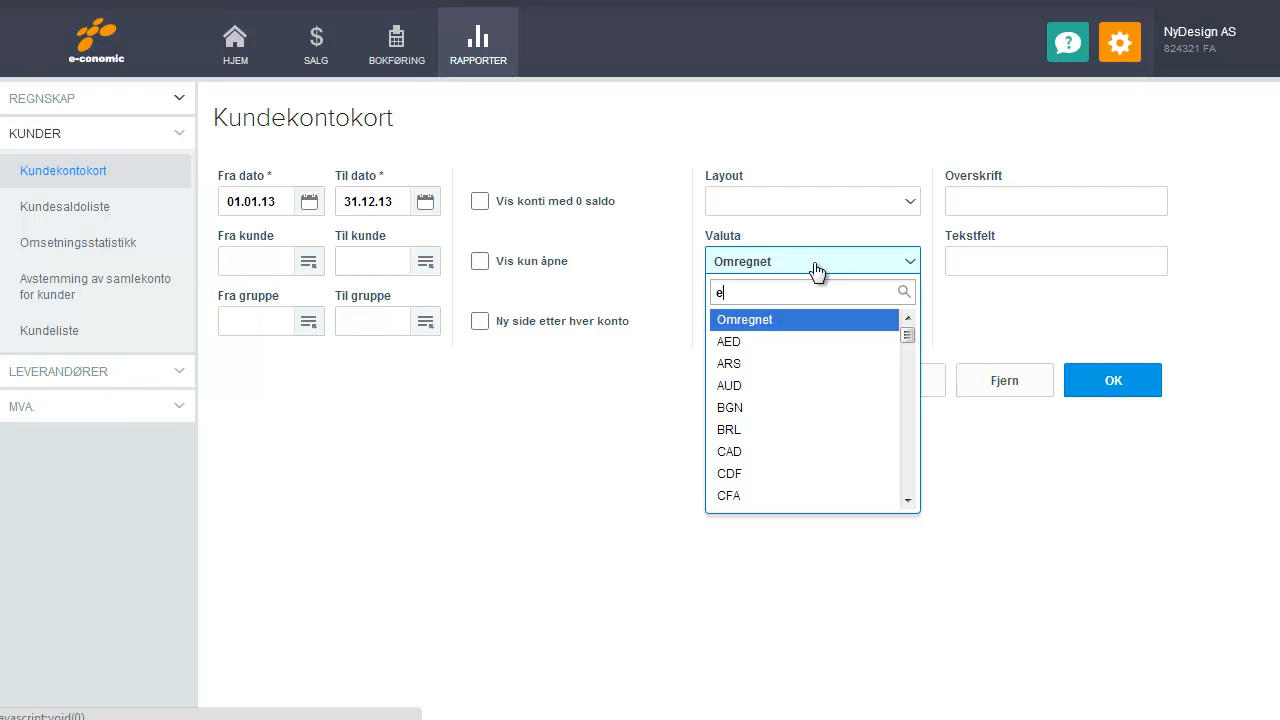 e-conomic
HJEM
SALG
BOKFØRING
RAPPORTER
NyDesign AS
824321 FA
REGNSKAP
KUNDER
Kundekontokort
Kundesaldoliste
Omsetningsstatistikk
Avstemming av samlekonto
for kunder
Kundeliste
LEVERANDØRER
MVA.
Kundekontokort
Fra dato *
Til dato *
01.01.13
31.12.13
Fra kunde
Til kunde
Fra gruppe
Til gruppe
Vis konti med 0 saldo
Vis kun åpne
Ny side etter hver konto
Layout
Valuta
Omregnet
e
Omregnet
AED
ARS
AUD
BGN
BRL
CAD
CDF
CFA
Overskrift
Tekstfelt
Fjern
OK
avascript:void(0)